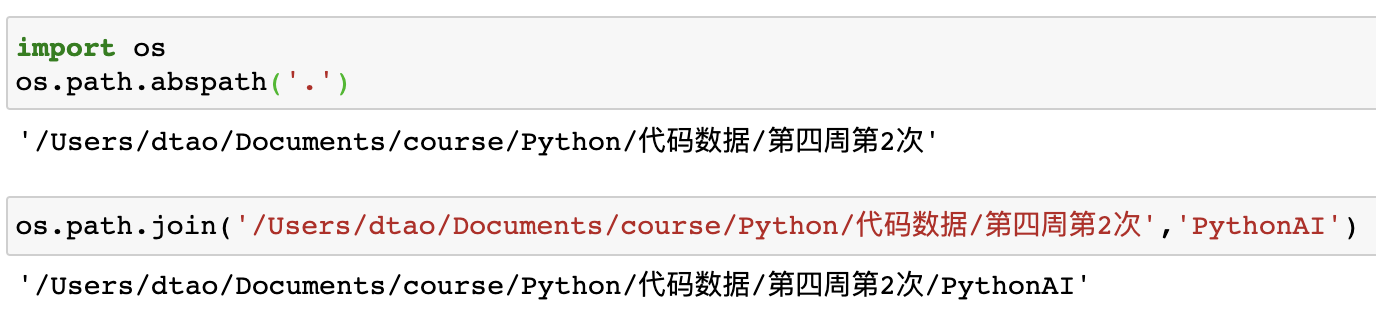 import os
os.path.abspath('.')
'/Users/dtao/Documents/course/Python/代码数据/第四周第2次'
os.path.join('/Users/dtao/Documents/course/Python/代码数据/第四周第2次','PythonAI')
'/Users/dtao/Documents/course/Python/代码数据/第四周第2次/PythonAI'